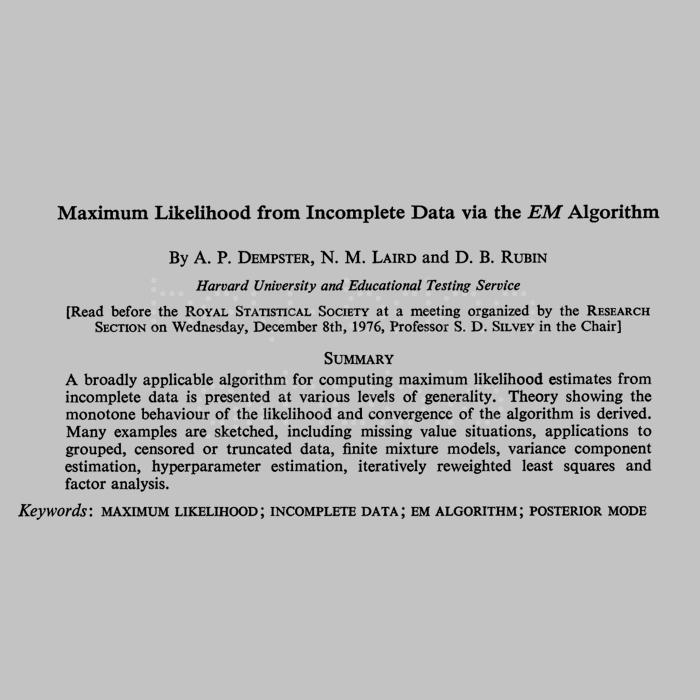 Maximum Likelihood from Incomplete Data via the EM Algorithm
By A. P. DEMPSTER, N. M. LAIRD and D. B. RUBIN
Harvard University and Educational Testing Service
[Read before the ROYAL STATISTICAL SOCIETY at a meeting organized by the RESEARCH
SECTION on Wednesday, December 8th, 1976, Professor S. D. SILVEY in the Chair]
SUMMARY
A broadly applicable algorithm for computing maximum likelihood estimates from
incomplete data is presented at various levels of generality. Theory showing the
monotone behaviour of the likelihood and convergence of the algorithm is derived.
Many examples are sketched, including missing value situations, applications to
grouped, censored or truncated data, finite mixture models, variance component
estimation, hyperparameter estimation, iteratively reweighted least squares and
factor analysis.
Keywords: MAXIMUM LIKELIHOOD; INCOMPLETE DATA; EM ALGORITHM; POSTERIOR MODE